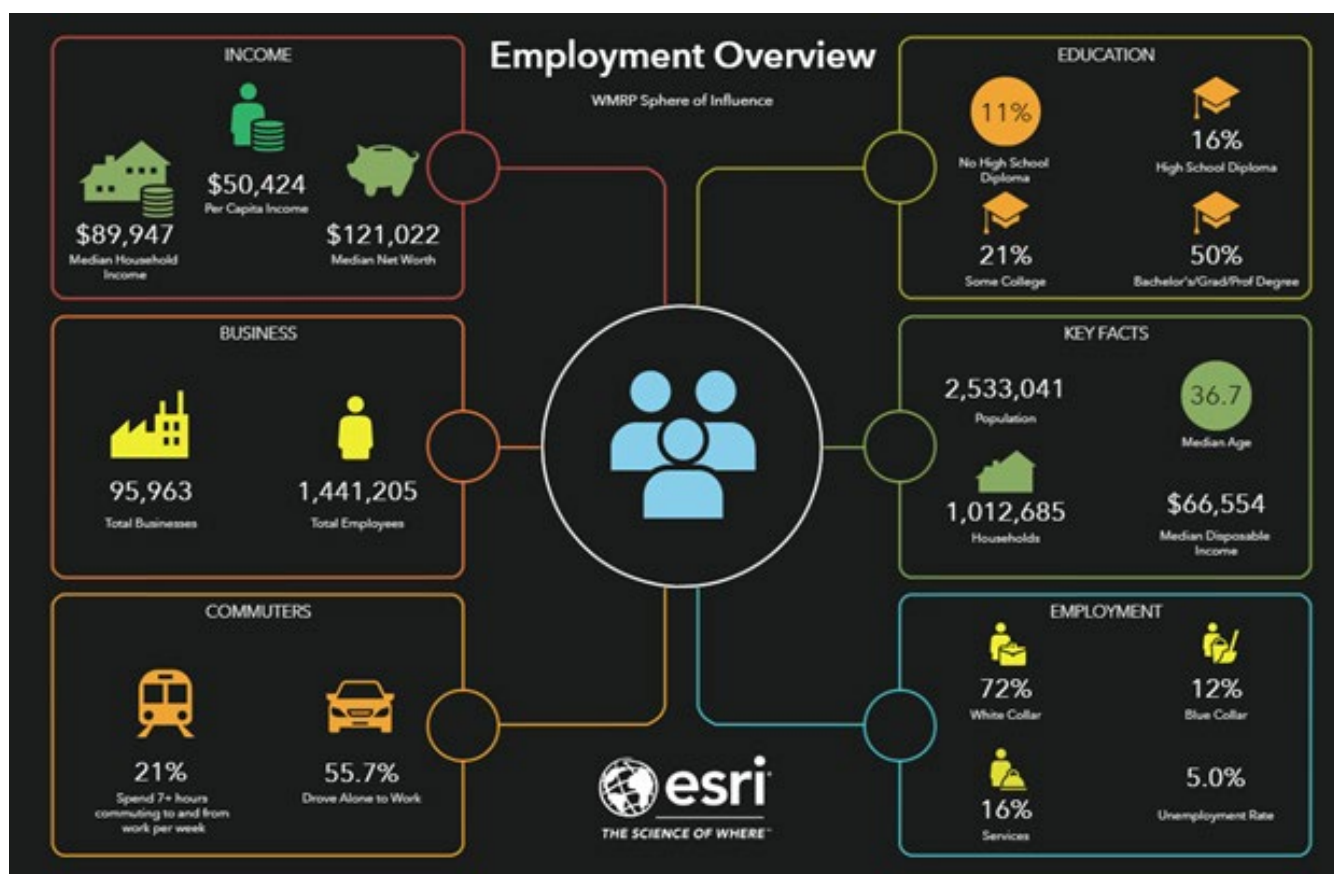 Employment Overview
WMRP Sphere of Influence
INCOME
$50,424
Per Capita Income
$89,947
Median Household
Income
$121,022
Median Net Worth
EDUCATION
11%
No High School
Diploma
16%
High School Diploma
21%
Some College
50%
Bachelor's/Grad/Prof Degree
BUSINESS
95,963
Total Businesses
1,441,205
Total Employees
KEY FACTS
2,533,041
Population
36.7
Median Age
1,012,685
Households
$66,554
Median Disposable
Income
COMMUTERS
21%
Spend 7+ hours
commuting to and from
work per week
55.7%
Drove Alone to Work
EMPLOYMENT
72%
White Collar
12%
Blue Collar
16%
Services
5.0%
Unemployment Rate
esri
THE SCIENCE OF WHERE™